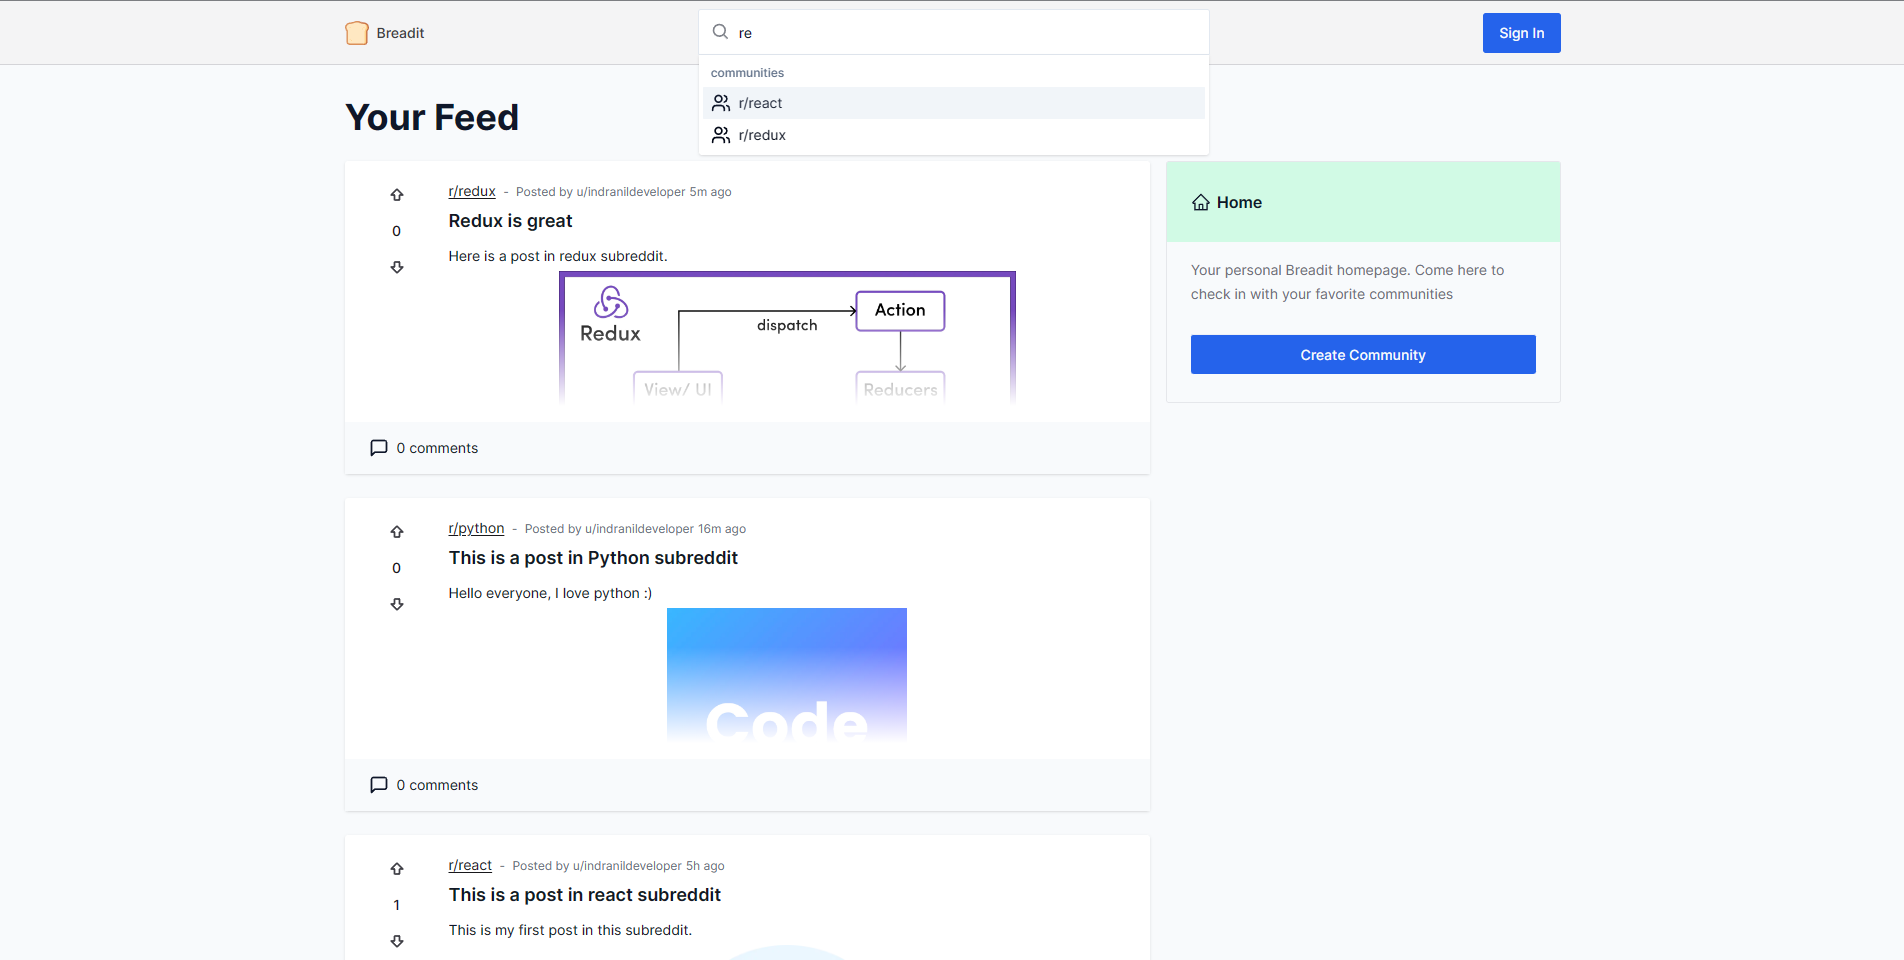 Breadit
re
Sign In
communities
r/react
r/redux
Your Feed
r/redux - Posted by u/indranildeveloper 5m ago
Redux is great
0
Here is a post in redux subreddit.
Redux
dispatch
Action
View/ UI
Reducers
0 comments
Home
Your personal Breadit homepage. Come here to
check in with your favorite communities
Create Community
r/python - Posted by u/indranildeveloper 16m ago
This is a post in Python subreddit
0
Hello everyone, I love python :)
Code
0 comments
r/react - Posted by u/indranildeveloper 5h ago
This is a post in react subreddit
1
This is my first post in this subreddit.